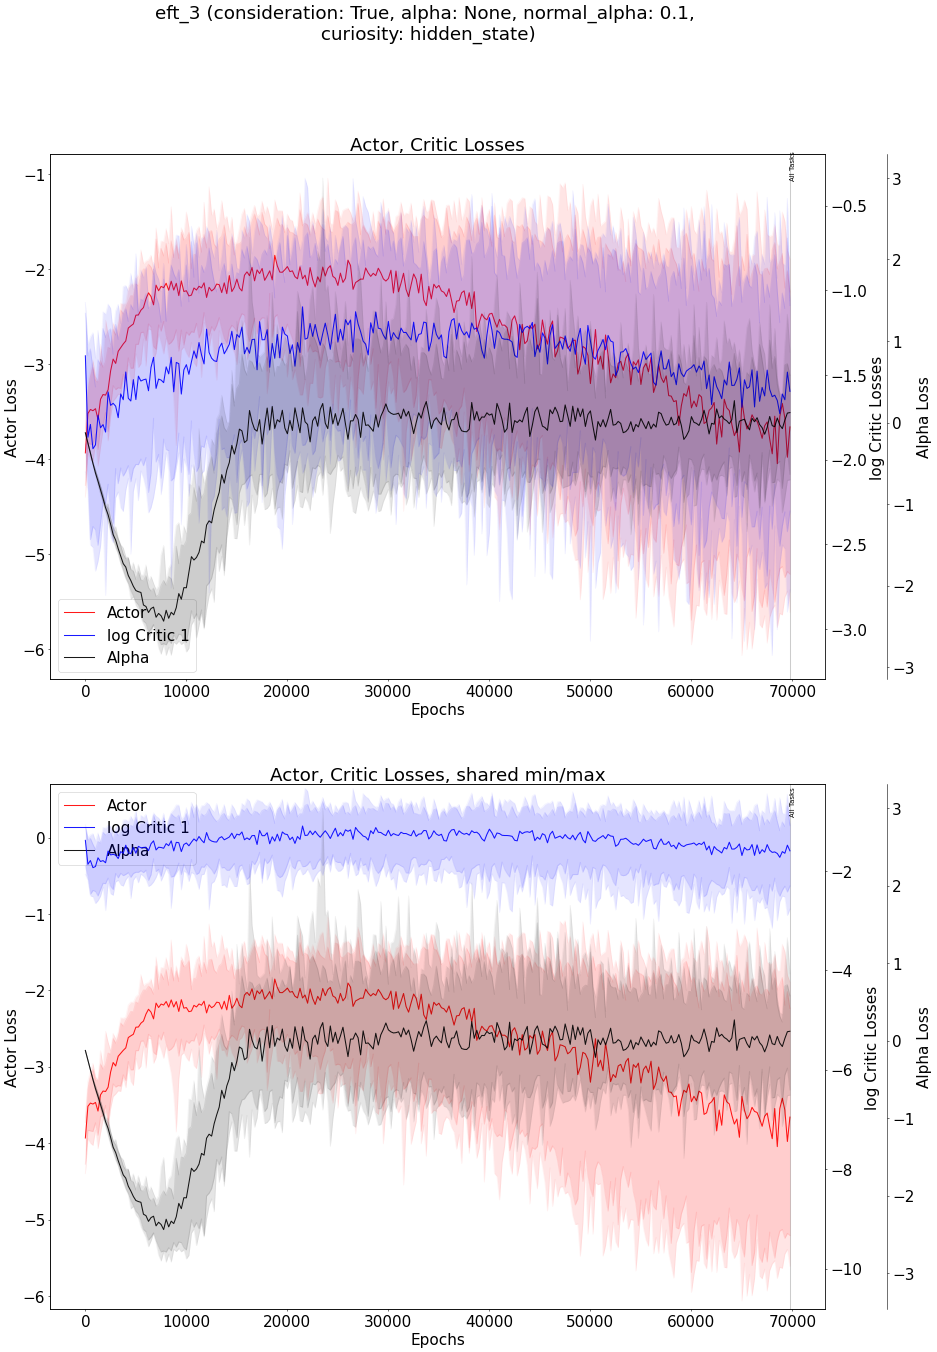 eft_3 (consideration: True, alpha: None, normal_alpha: 0.1,
curiosity: hidden_state)
Actor, Critic Losses
All Tasks
−1
−2
−3
−4
−5
−6
Actor Loss
−0.5
−1.0
−1.5
−2.0
−2.5
−3.0
log Critic Losses
3
2
1
0
−1
−2
−3
Alpha Loss
Actor
log Critic 1
Alpha
0
10000
20000
30000
40000
50000
60000
70000
Epochs
Actor, Critic Losses, shared min/max
All Tasks
Actor
log Critic 1
Alpha
0
−1
−2
−3
−4
−5
−6
Actor Loss
−2
−4
−6
−8
−10
log Critic Losses
3
2
1
0
−1
−2
−3
Alpha Loss
0
10000
20000
30000
40000
50000
60000
70000
Epochs